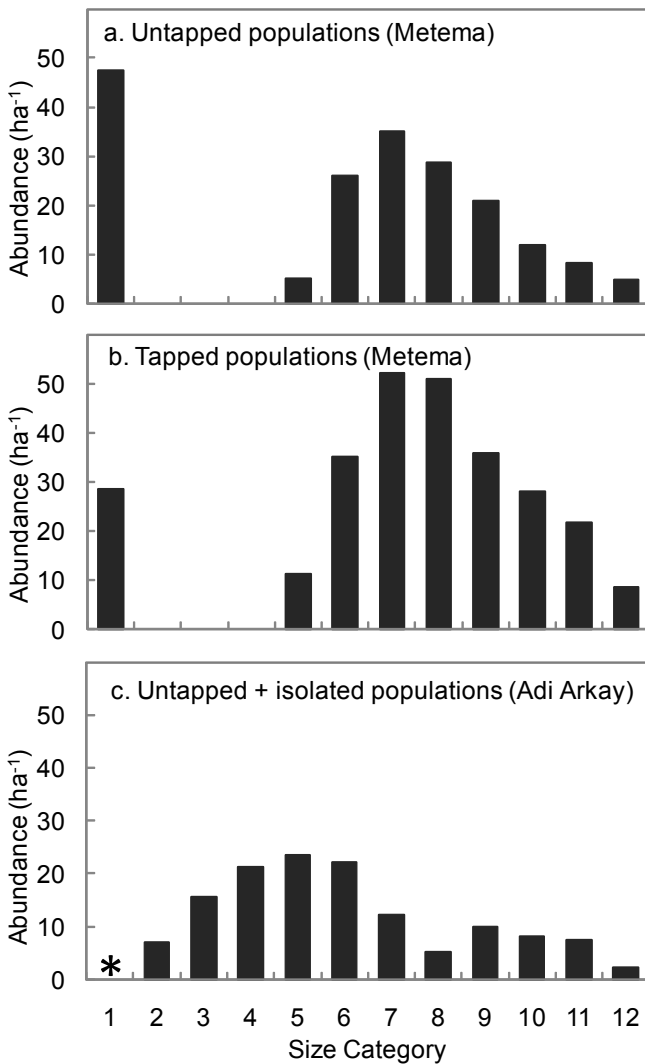 a. Untapped populations (Metema)
Abundance (ha⁻¹)
50
40
30
20
10
0
b. Tapped populations (Metema)
Abundance (ha⁻¹)
50
40
30
20
10
0
c. Untapped + isolated populations (Adi Arkay)
Abundance (ha⁻¹)
50
40
30
20
10
0
*
1 2 3 4 5 6 7 8 9 10 11 12
Size Category